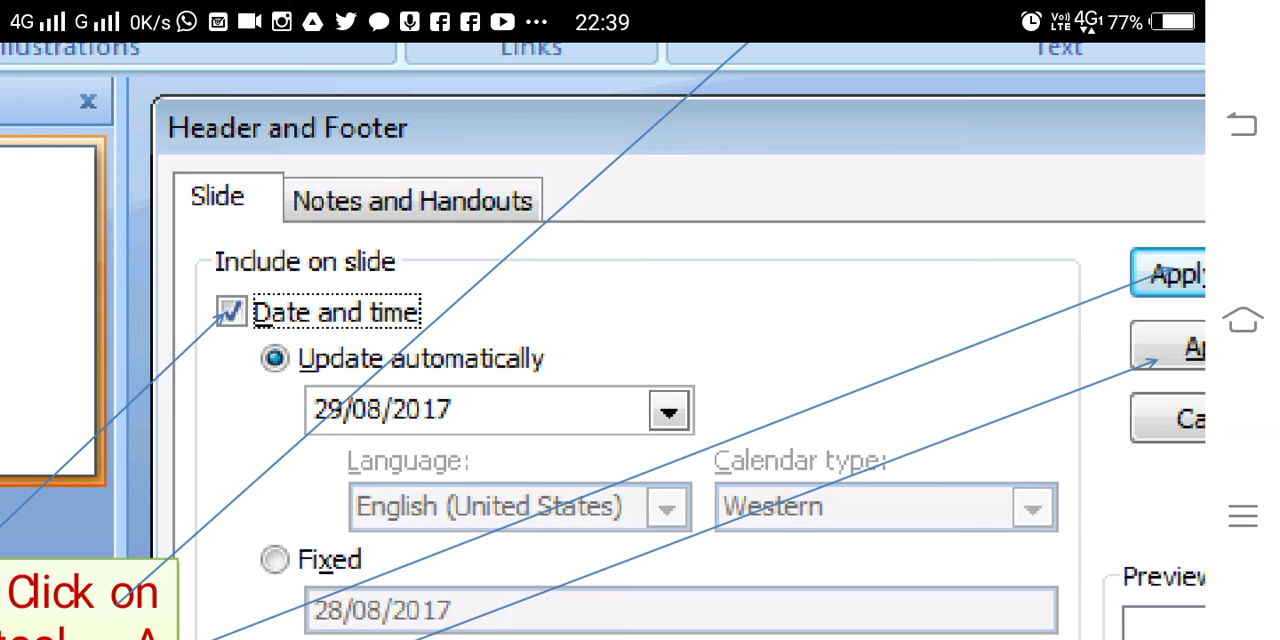 4G G 0K/s 22:39 4G 77%
Links Text
Header and Footer
Slide Notes and Handouts
Include on slide
Date and time
Update automatically
29/08/2017
Language: Calendar type:
English (United States) Western
Fixed
28/08/2017
Apply
Preview
Click on
A